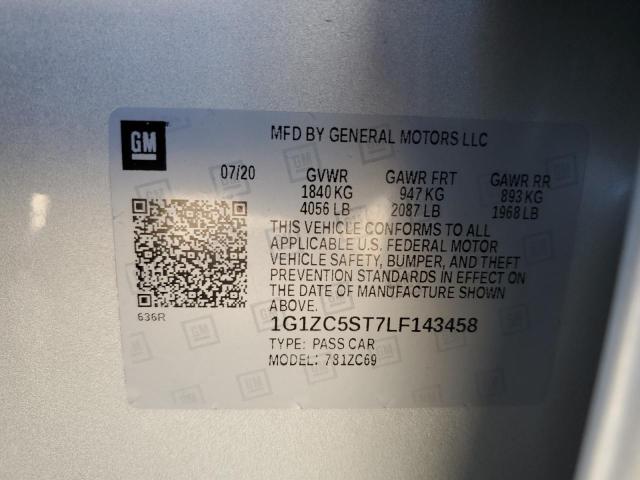 GM
MFD BY GENERAL MOTORS LLC
07/20 GVWR GAWR FRT GAWR RR
1840 KG 947 KG 893 KG
4056 LB 2087 LB 1968 LB
THIS VEHICLE CONFORMS TO ALL
APPLICABLE U.S. FEDERAL MOTOR
VEHICLE SAFETY, BUMPER, AND THEFT
PREVENTION STANDARDS IN EFFECT ON
THE DATE OF MANUFACTURE SHOWN
ABOVE.
636R
1G1ZC5ST7LF143458
TYPE: PASS CAR
MODEL: 781ZC69